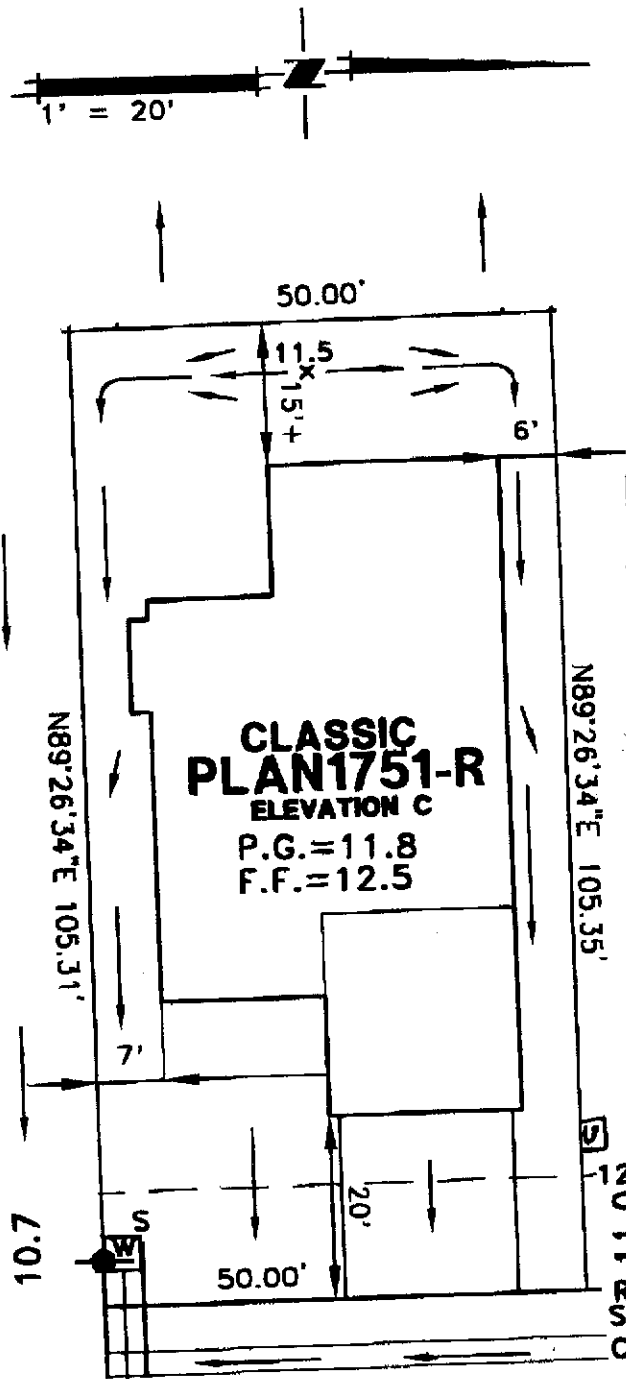 1' = 20'
50.00'
11.5
x
15'+
6'
N89°26'34"E 105.31'
N89°26'34"E 105.35'
CLASSIC
PLAN1751-R
ELEVATION C
P.G.=11.8
F.F.=12.5
7'
U
12
20'
10.7
S
W
50.00'